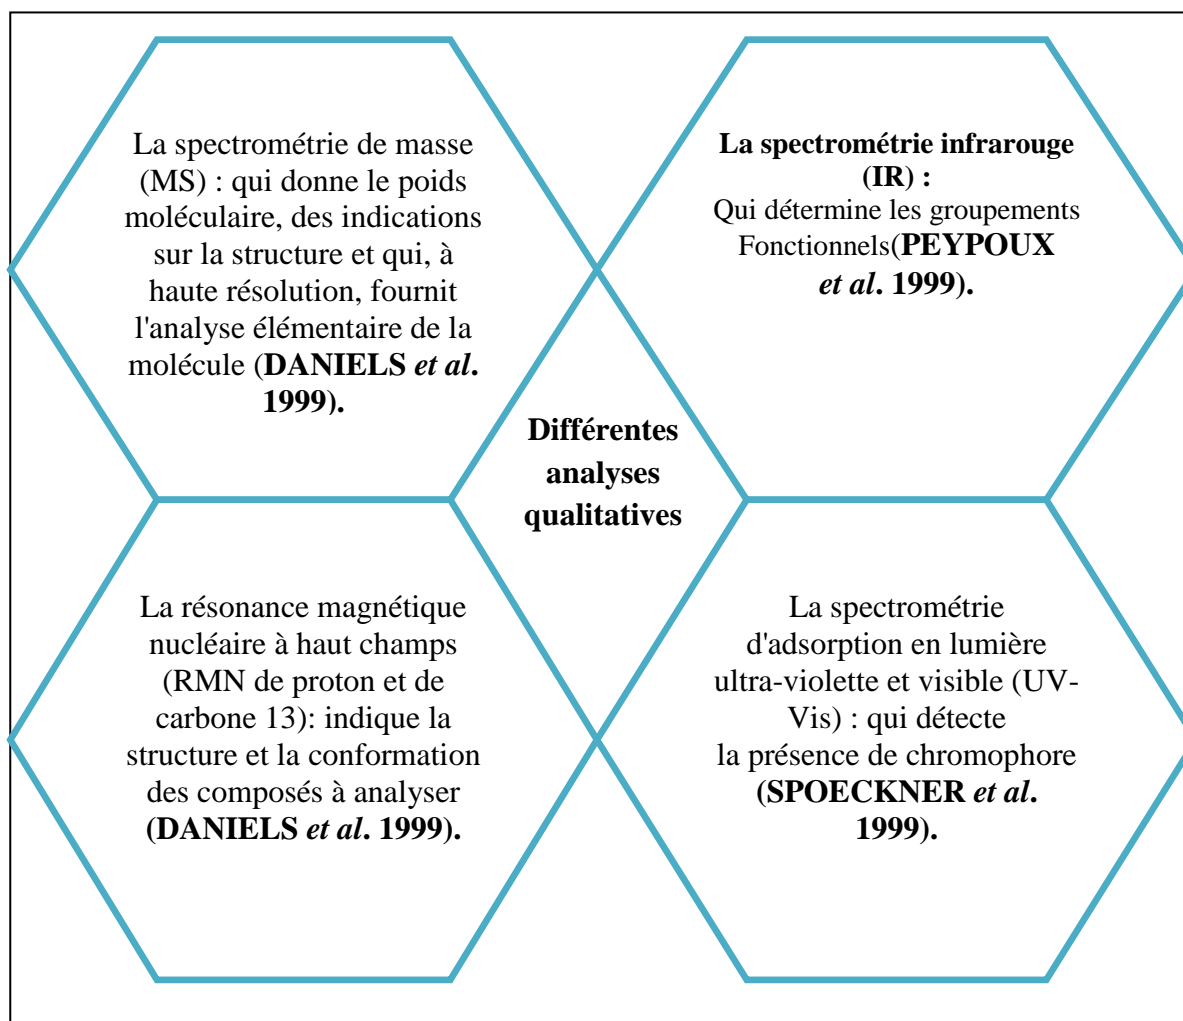 La spectrométrie de masse
(MS) : qui donne le poids
moléculaire, des indications
sur la structure et qui, à
haute résolution, fournit
l'analyse élémentaire de la
molécule (DANIELS et al.
1999).
La spectrométrie infrarouge
(IR) :
Qui détermine les groupements
Fonctionnels(PEYPOUX
et al. 1999).
Différentes
analyses
qualitatives
La résonance magnétique
nucléaire à haut champs
(RMN de proton et de
carbone 13): indique la
structure et la conformation
des composés à analyser
(DANIELS et al. 1999).
La spectrométrie
d'adsorption en lumière
ultra-violette et visible (UV-
Vis) : qui détecte
la présence de chromophore
(SPOECKNER et al.
1999).